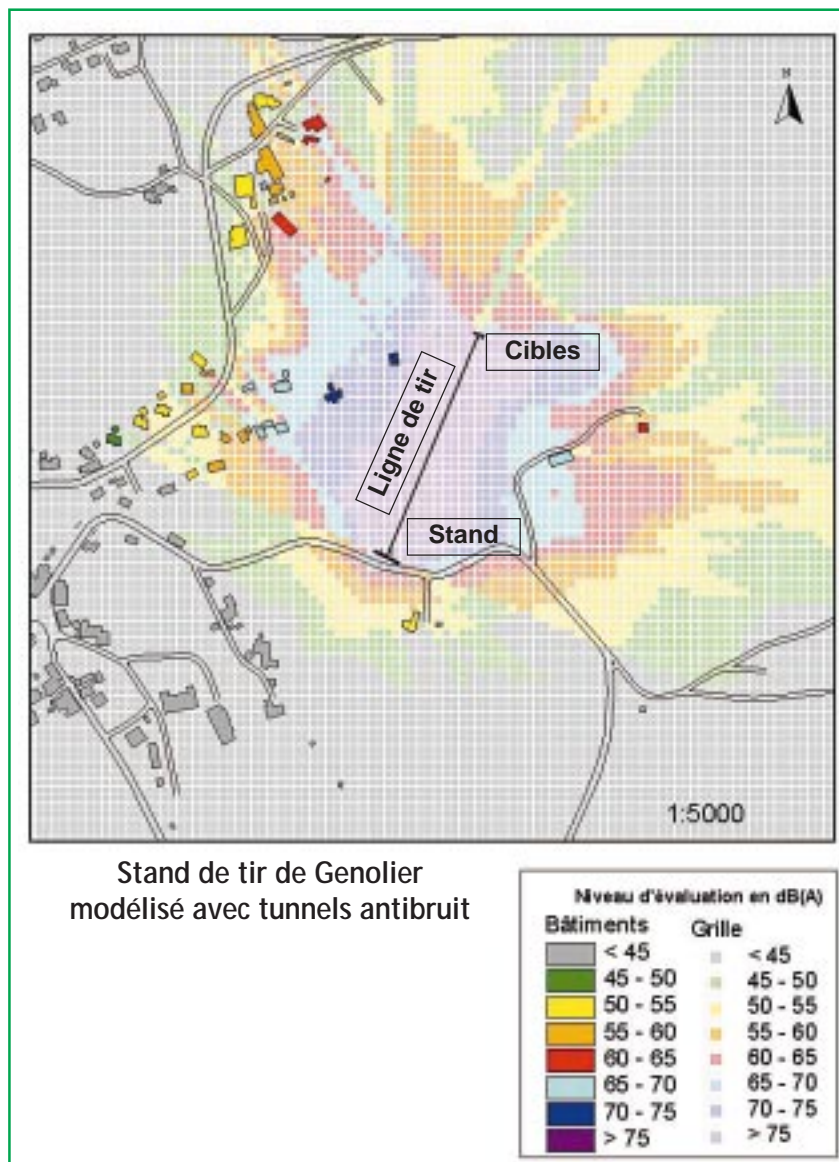 N
Cibles
Ligne de tir
Stand
1:5000
Stand de tir de Genolier
modélisé avec tunnels antibruit
Niveau d'évaluation en dB(A)
Bâtiments Grille
< 45 < 45
45 - 50 45 - 50
50 - 55 50 - 55
55 - 60 55 - 60
60 - 65 60 - 65
65 - 70 65 - 70
70 - 75 70 - 75
> 75 > 75